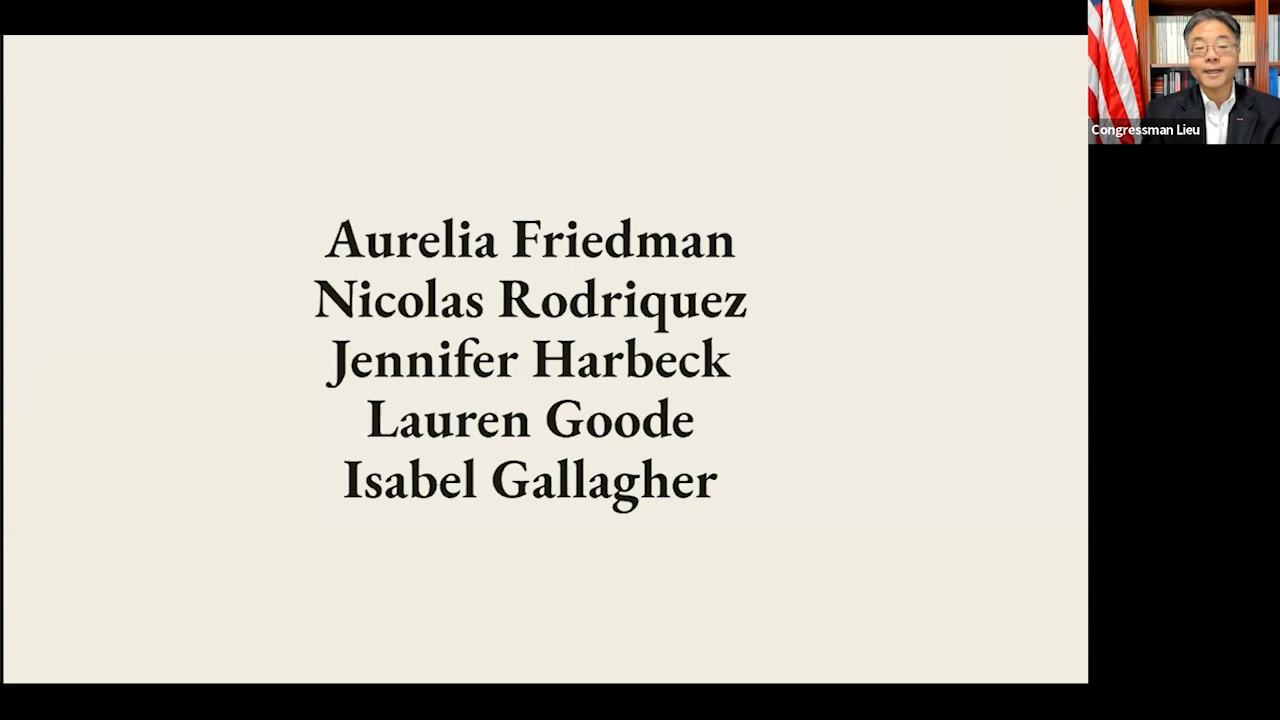 Aurelia Friedman
Nicolas Rodriquez
Jennifer Harbeck
Lauren Goode
Isabel Gallagher
Congressman Lieu